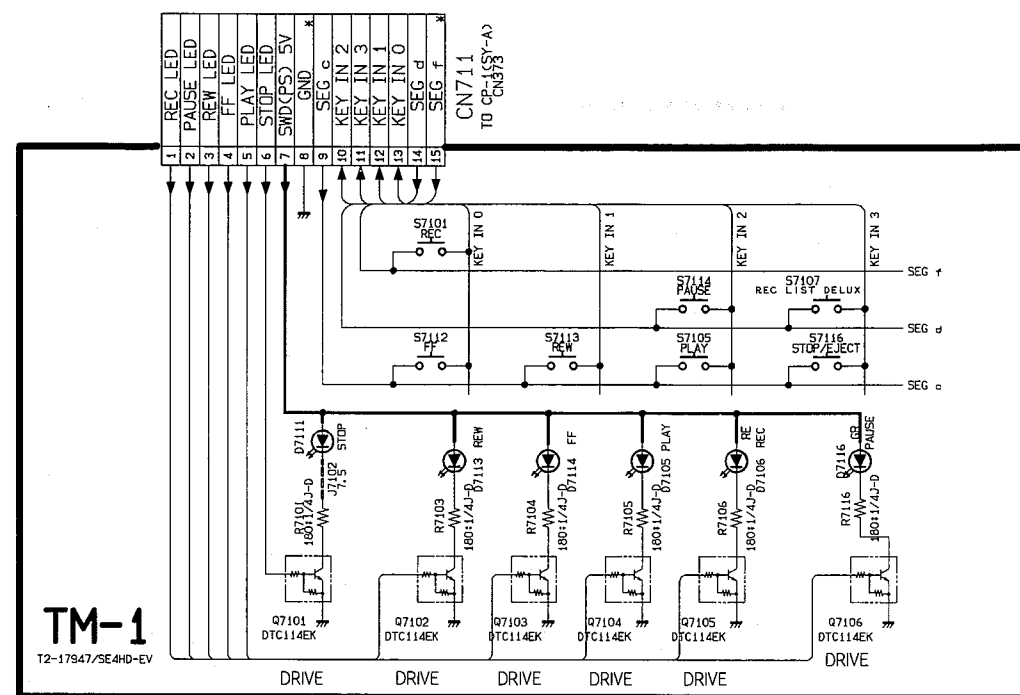 REC LED
PAUSE LED
REW LED
FF LED
PLAY LED
STOP LED
SWD(PS) 5V
GND
SEG c *
KEY IN 2
KEY IN 3
KEY IN 1
KEY IN 0
SEG d
SEG f *
1
2
3
4
5
6
7
8
9
10
11
12
13
14
15
CN711
TO CP-1(SY-A)
CN373
S7101
REC
KEY IN 0
KEY IN 1
KEY IN 2
KEY IN 3
SEG f
S7114
PAUSE
S7107
REC LIST DELUX
SEG d
S7112
FF
S7113
REW
S7105
PLAY
S7116
STOP/EJECT
SEG c
D7111
STOP
J7102
7.5
D7113 REW
D7114 FF
D7105 PLAY
RE
D7106 REC
D7116
GR
PAUSE
R7101
180:1/4J-D
R7103
180:1/4J-D
R7104
180:1/4J-D
R7105
180:1/4J-D
R7106
180:1/4J-D
R7116
180:1/4J-D
Q7101
DTC114EK
Q7102
DTC114EK
Q7103
DTC114EK
Q7104
DTC114EK
Q7105
DTC114EK
Q7106
DTC114EK
TM-1
T2-17947/SE4HD-EV
DRIVE
DRIVE
DRIVE
DRIVE
DRIVE
DRIVE